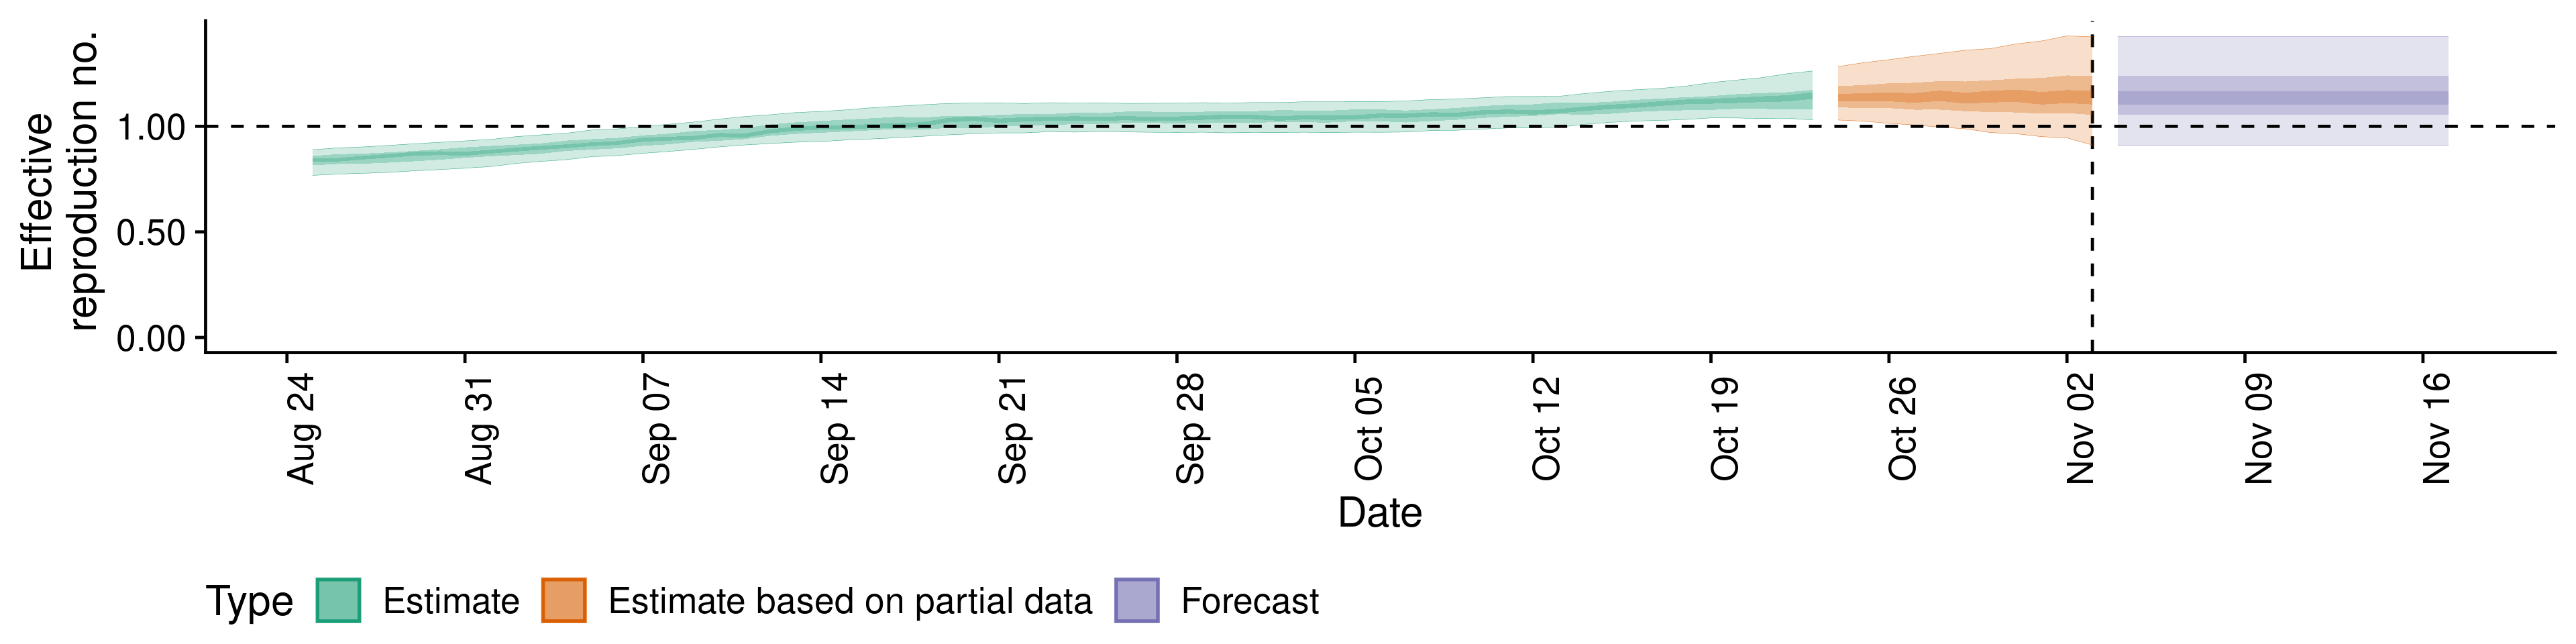 Effective
reproduction no.
1.00
0.50
0.00
Aug 24
Aug 31
Sep 07
Sep 14
Sep 21
Sep 28
Oct 05
Oct 12
Oct 19
Oct 26
Nov 02
Nov 09
Nov 16
Date
Type Estimate Estimate based on partial data Forecast